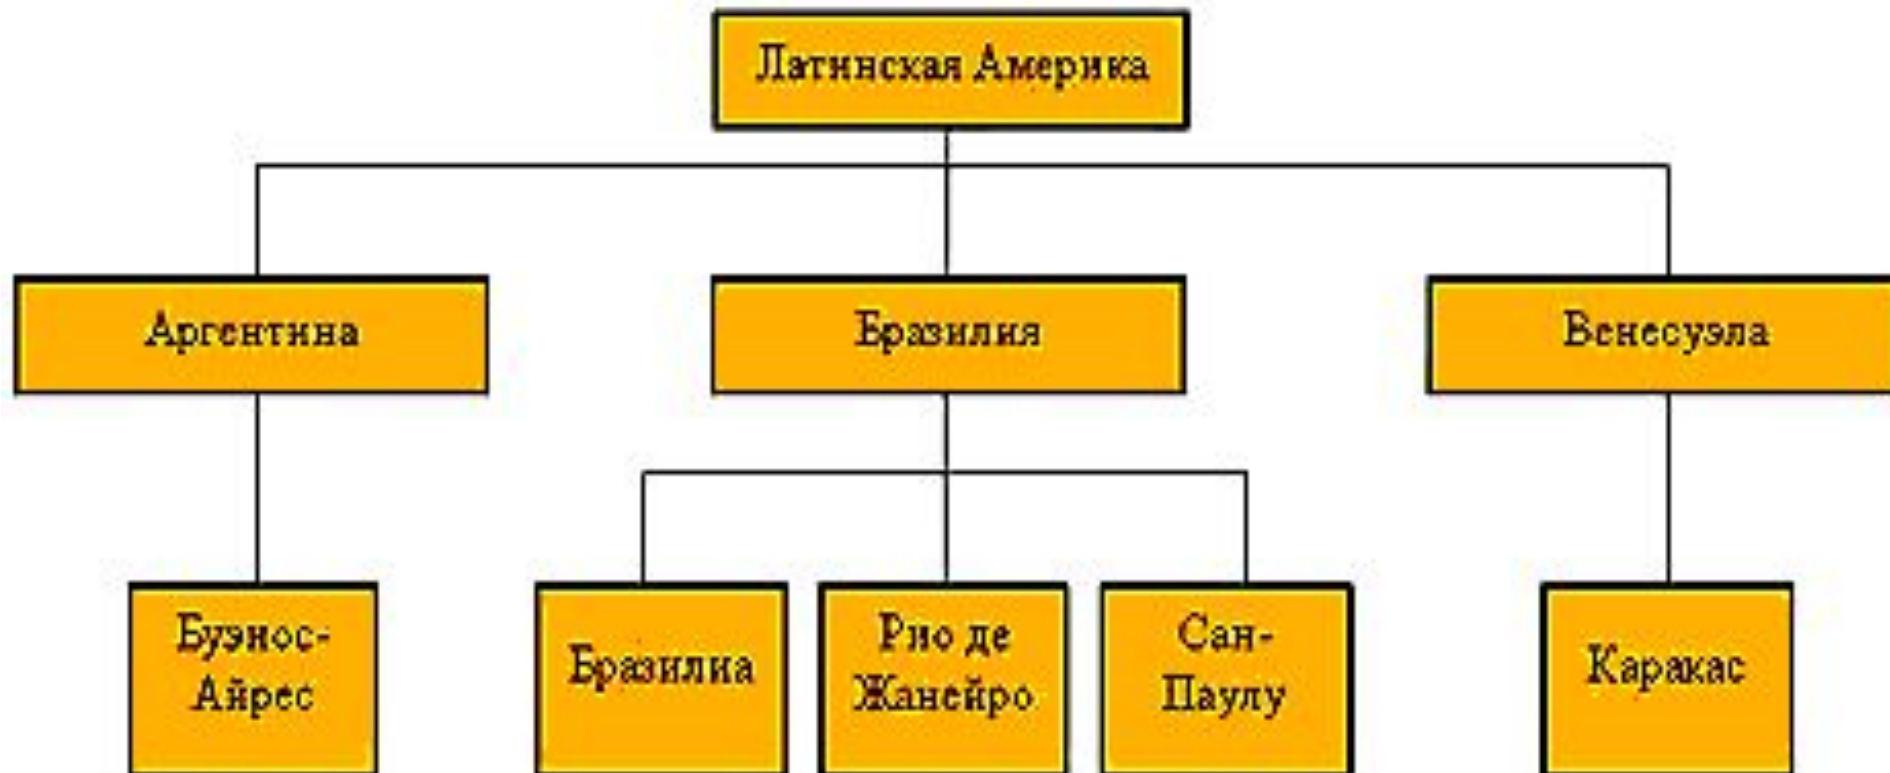 Латинская Америка
Аргентина
Бразилия
Венесуэла
Буэнос-
Айрес
Бразилиа
Рио де
Жанейро
Сан-
Паулу
Каракас